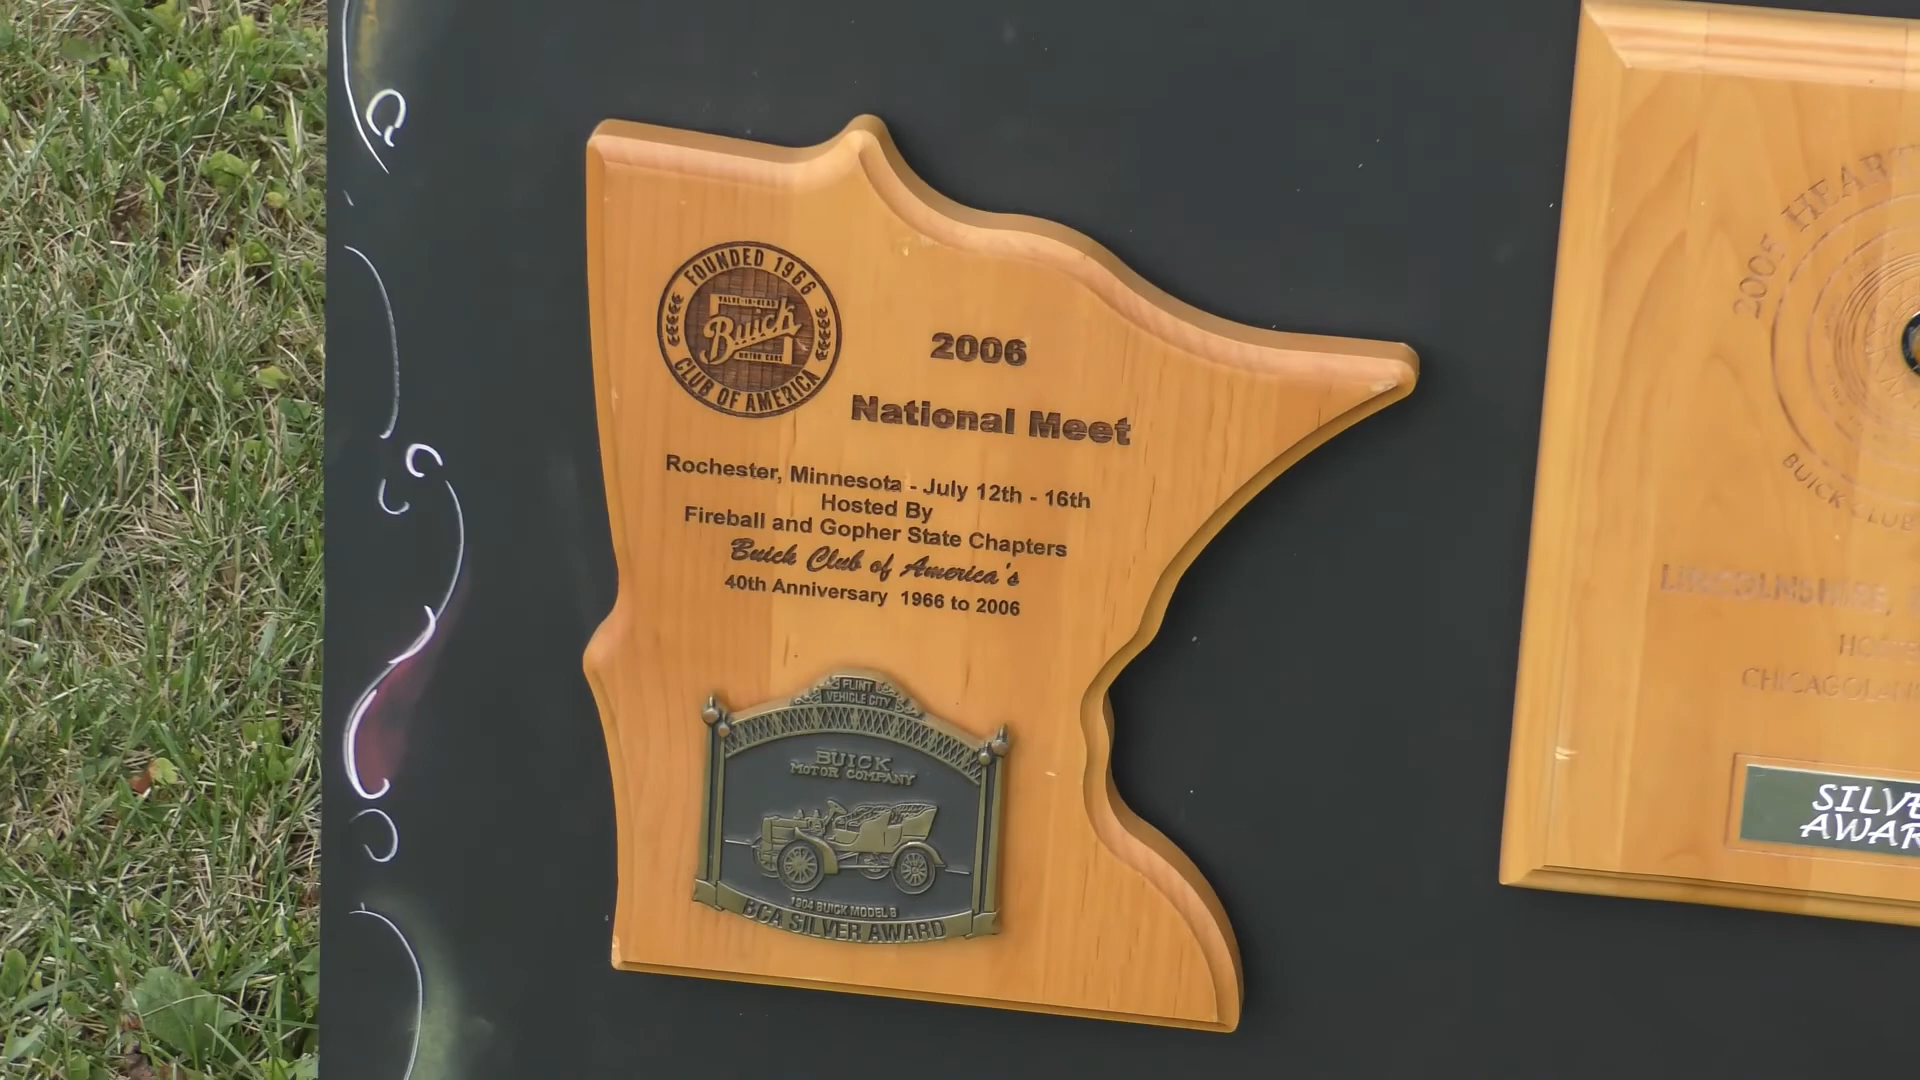 FOUNDED 1966
VALVE-IN-HEAD
Buick
MOTOR CARS
CLUB OF AMERICA
2006
National Meet
Rochester, Minnesota - July 12th - 16th
Hosted By
Fireball and Gopher State Chapters
Buick Club of America's
40th Anniversary 1966 to 2006
FLINT
VEHICLE CITY
BUICK
MOTOR COMPANY
1904 BUICK MODEL B
BCA SILVER AWARD
2005 HEART
BUICK CLUB
LINCOLNSHIRE,
CHICAGOLAN
SILVE
AWAR